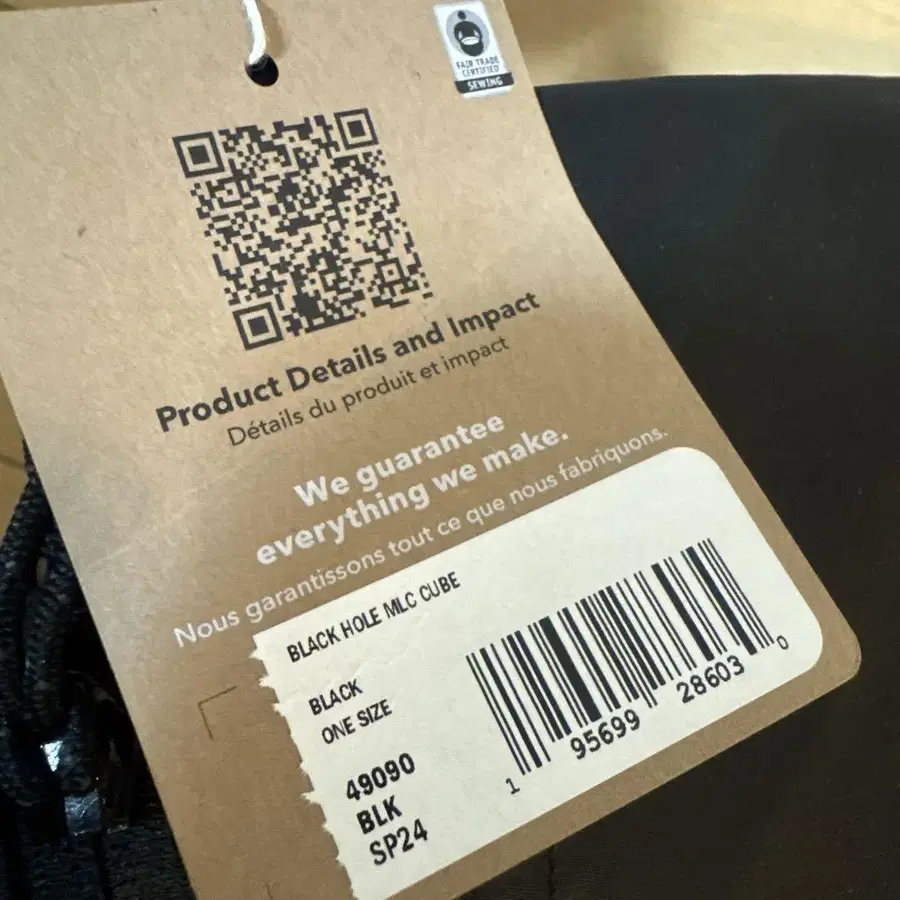 FAIR TRADE
CERTIFIED
SEWING
Product Details and Impact
Détails du produit et impact
We guarantee
everything we make.
Nous garantissons tout ce que nous fabriquons.
BLACK HOLE MLC CUBE
BLACK
ONE SIZE
49090
BLK
SP24
1 95699 28603 0